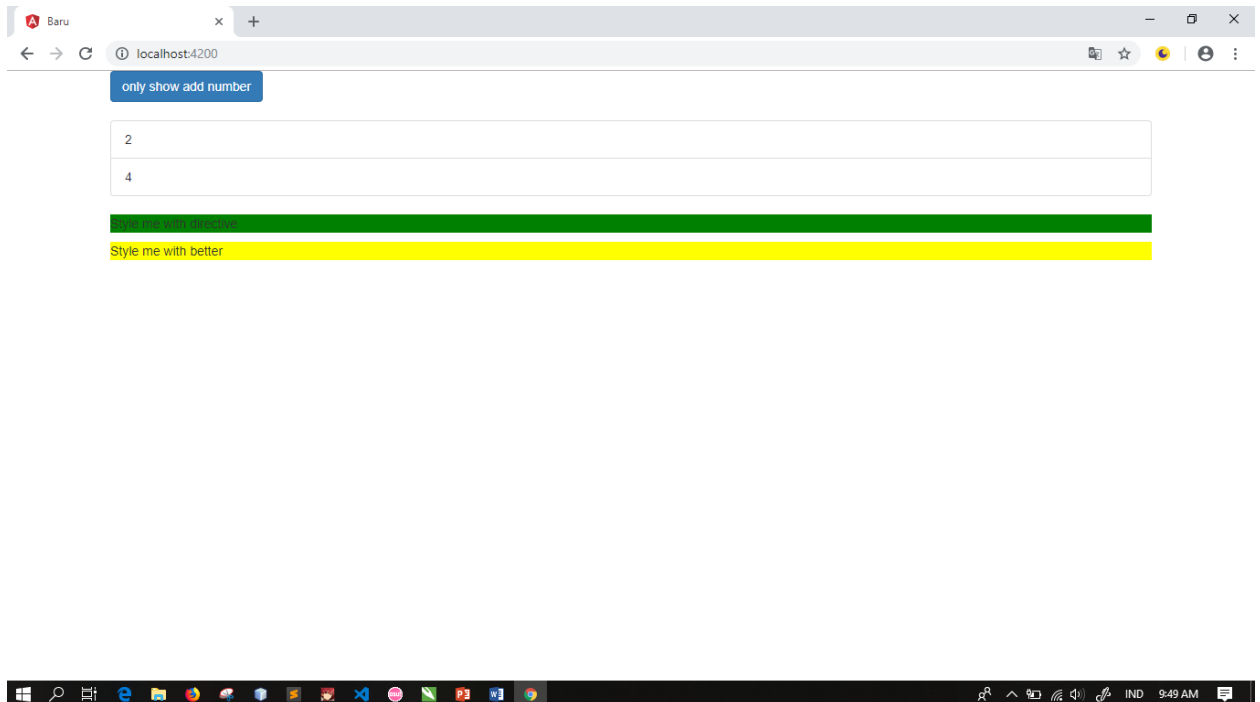 Baru
localhost:4200
only show add number
2
4
Style me with directive
Style me with better
IND 9:49 AM